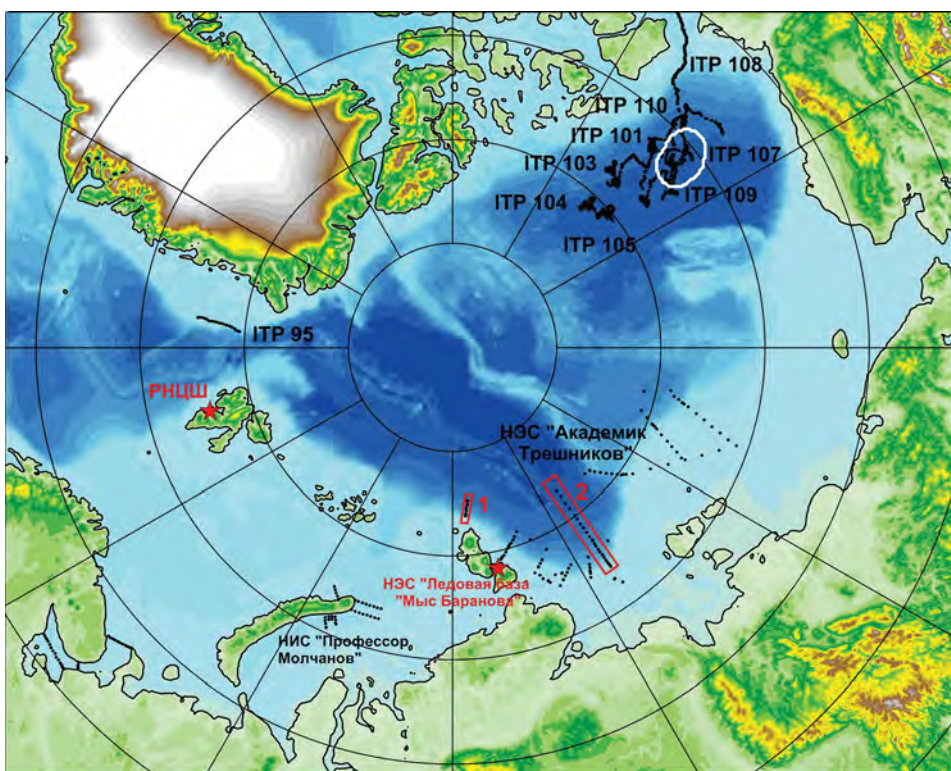 ITP 108
ITP 110
ITP 101
ITP 103
ITP 107
ITP 104
ITP 109
ITP 105
ITP 95
РНЦШ
НЭС "Академик
Трешников"
1
2
НЭС "Ледовая база
"Мыс Баранова"
НИС "Профессор
Молчанов"